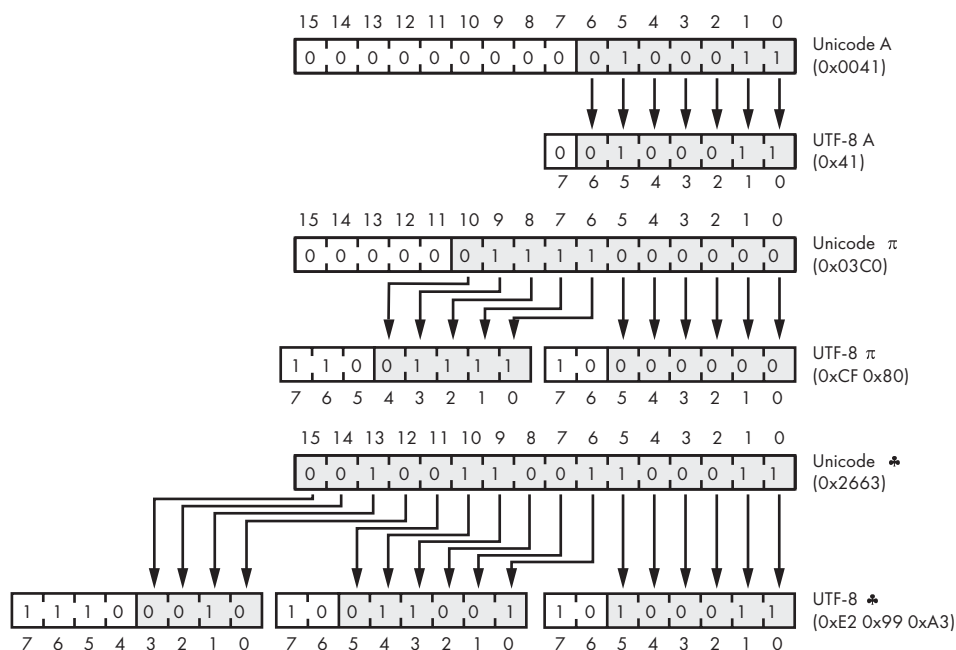 15 14 13 12 11 10 9 8 7 6 5 4 3 2 1 0
0 0 0 0 0 0 0 0 0 0 1 0 0 0 1 1 Unicode A
(0x0041)
0 0 1 0 0 0 1 1 UTF-8 A
(0x41)
7 6 5 4 3 2 1 0
15 14 13 12 11 10 9 8 7 6 5 4 3 2 1 0
0 0 0 0 0 0 1 1 1 1 0 0 0 0 0 0 Unicode π
(0x03C0)
1 1 0 0 1 1 1 1 1 0 0 0 0 0 0 0 UTF-8 π
(0xCF 0x80)
7 6 5 4 3 2 1 0 7 6 5 4 3 2 1 0
15 14 13 12 11 10 9 8 7 6 5 4 3 2 1 0
0 0 1 0 0 1 1 0 0 1 1 0 0 0 1 1 Unicode ♣
(0x2663)
1 1 1 0 0 0 1 0 1 0 0 1 1 0 0 1 1 0 1 0 0 0 1 1 UTF-8 ♣
(0xE2 0x99 0xA3)
7 6 5 4 3 2 1 0 7 6 5 4 3 2 1 0 7 6 5 4 3 2 1 0